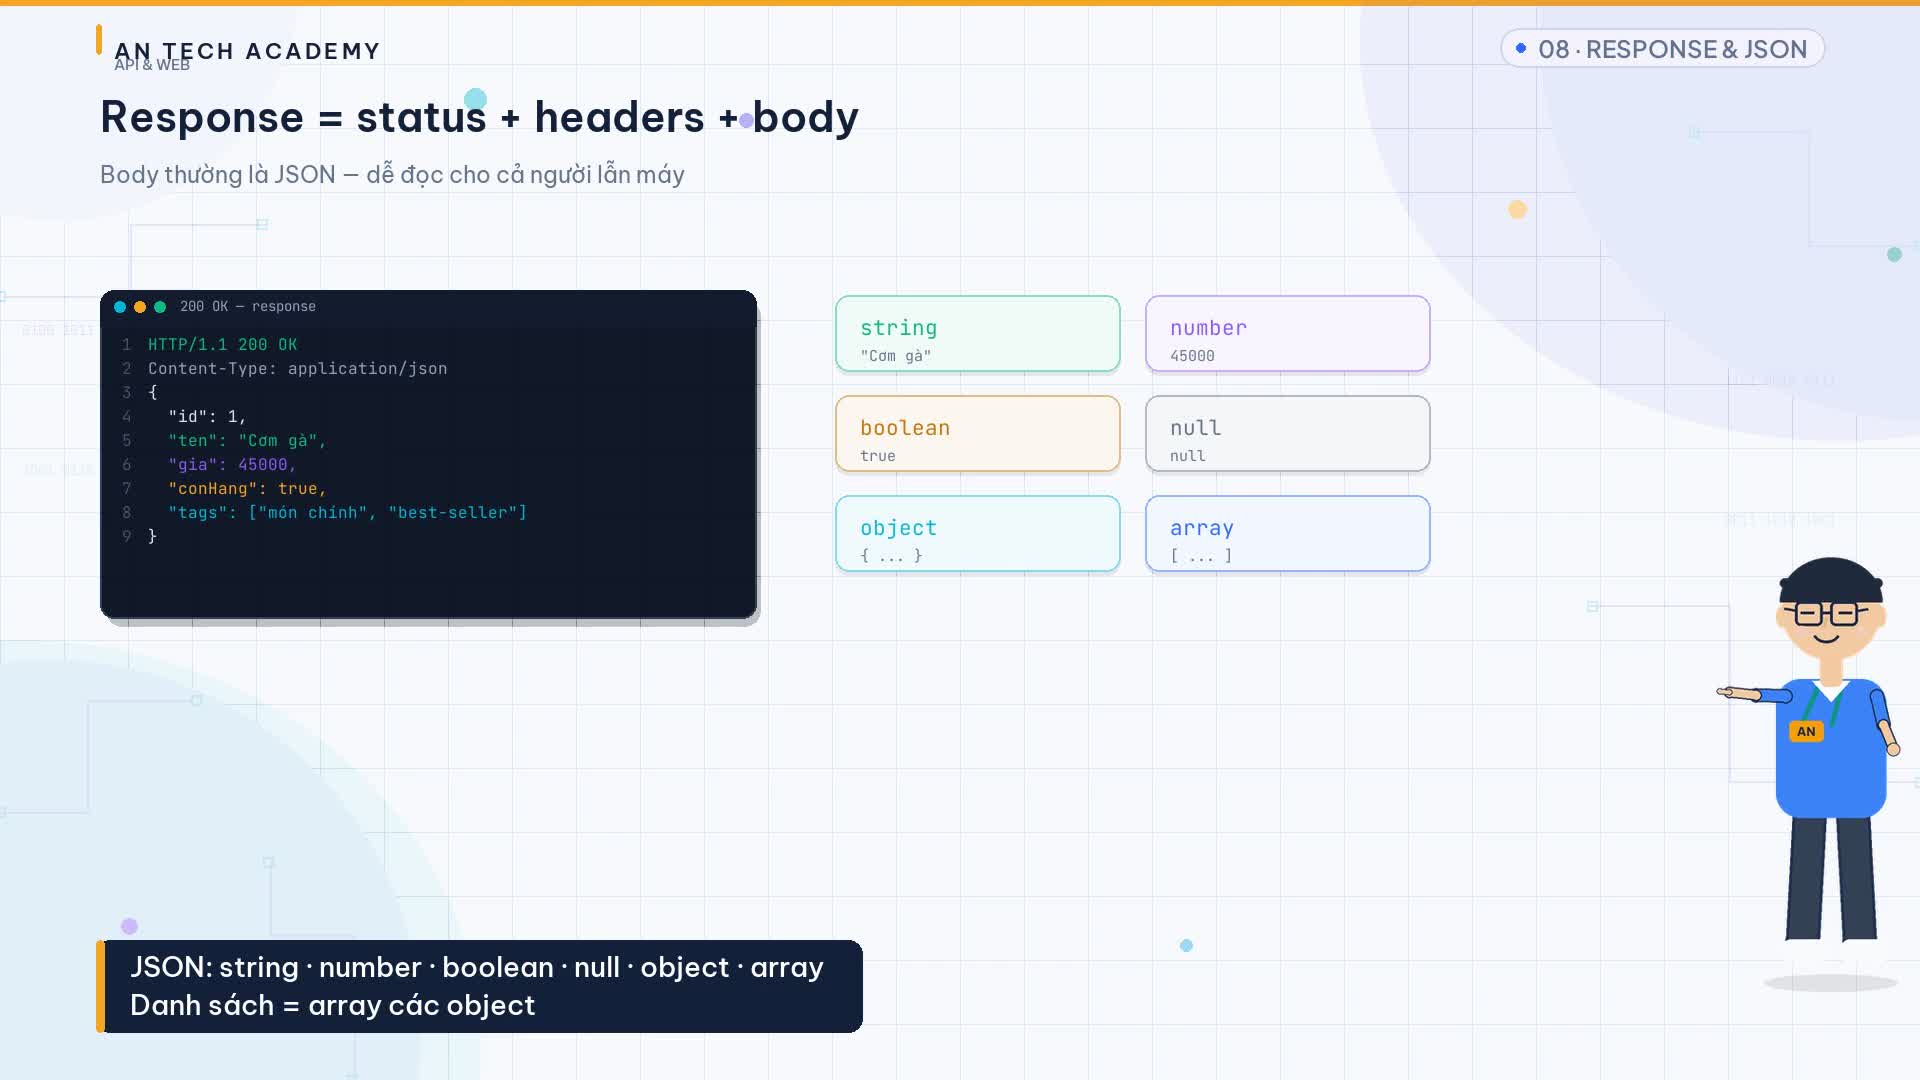 AN TECH ACADEMY
API & WEB
08 · RESPONSE & JSON
Response = status + headers + body
Body thường là JSON — dễ đọc cho cả người lẫn máy
200 OK — response
1 HTTP/1.1 200 OK
2 Content-Type: application/json
3 {
4 "id": 1,
5 "ten": "Cơm gà",
6 "gia": 45000,
7 "conHang": true,
8 "tags": ["món chính", "best-seller"]
9 }
string
"Cơm gà"
number
45000
boolean
true
null
null
object
{ ... }
array
[ ... ]
AN
JSON: string · number · boolean · null · object · array
Danh sách = array các object